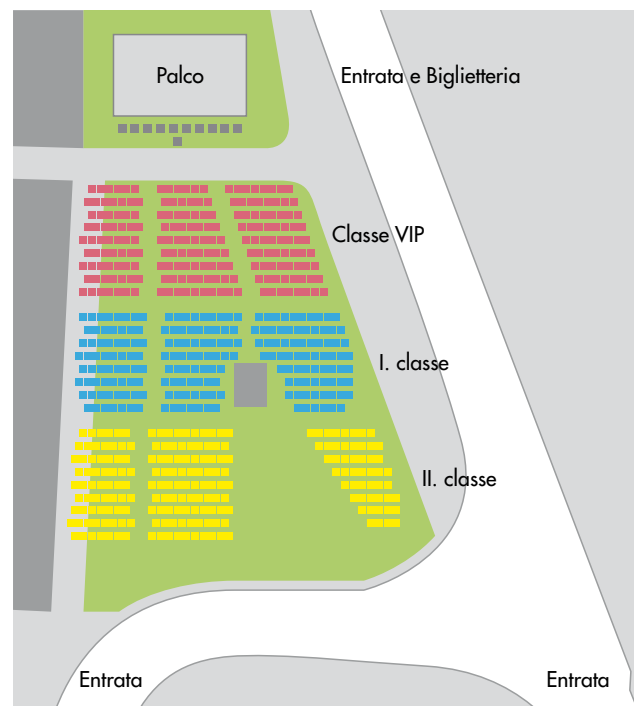 Palco
Entrata e Biglietteria
Classe VIP
I. classe
II. classe
Entrata
Entrata